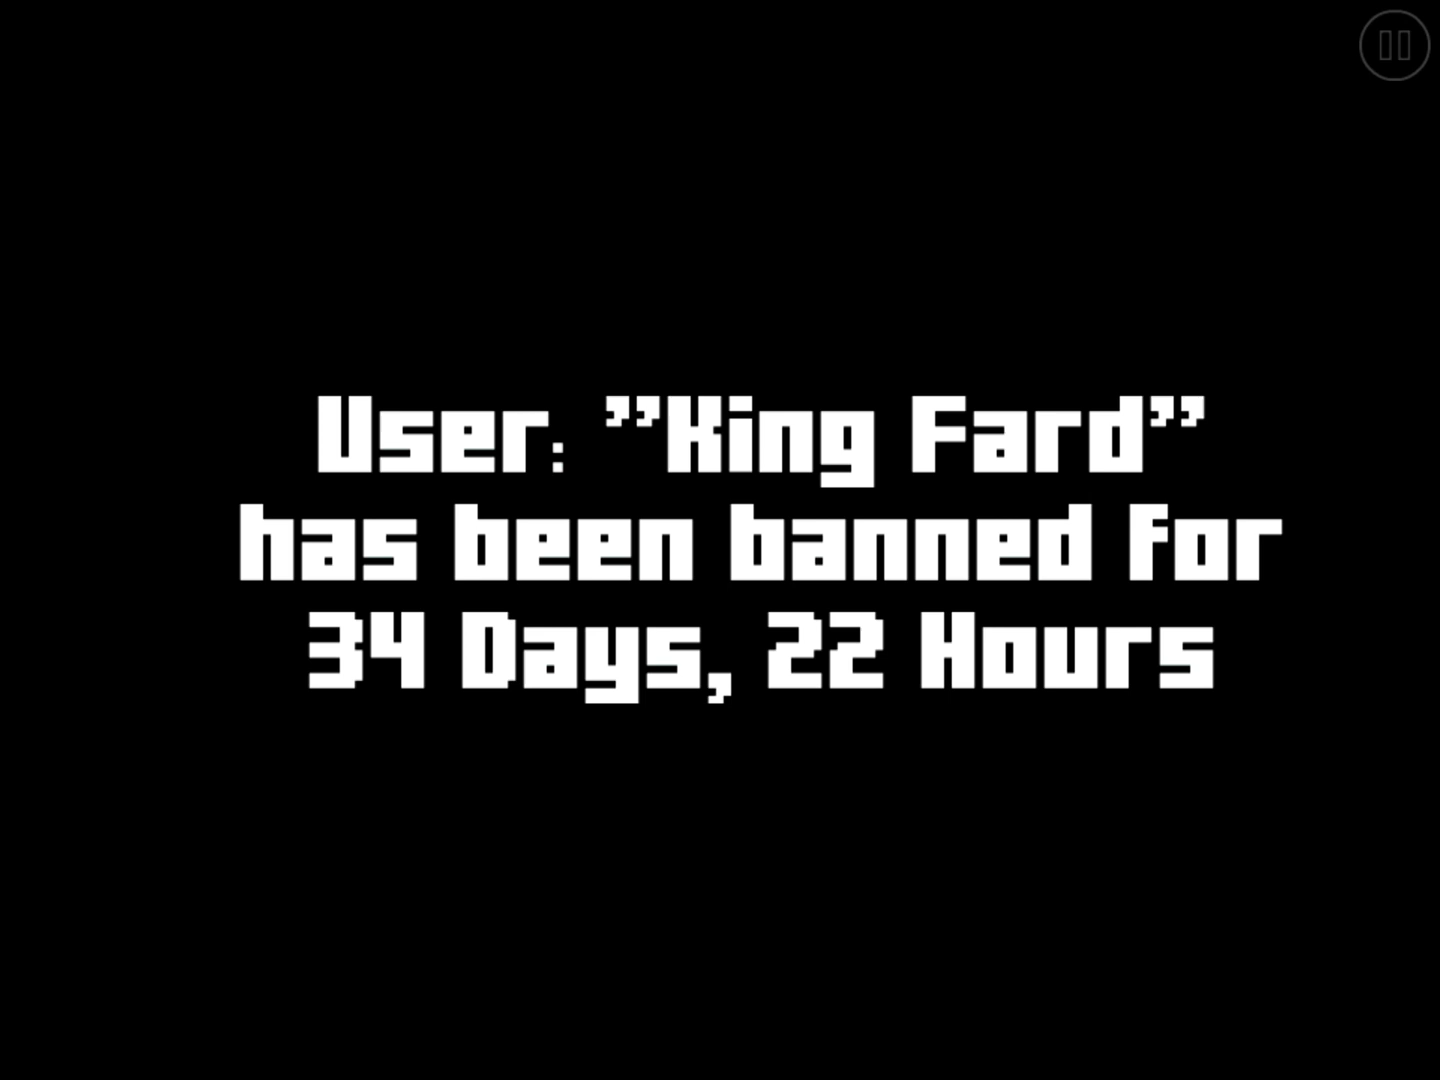 User: ”King Fard”
has been banned for
34 Days, 22 Hours